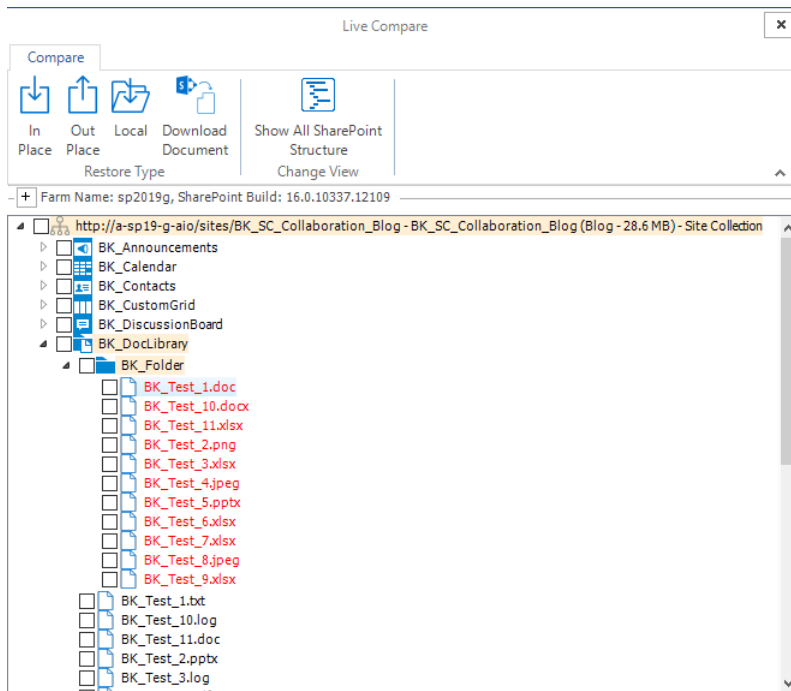 Live Compare
Compare
In Place
Out Place
Local
Download Document
Show All SharePoint Structure
Restore Type
Change View
Farm Name: sp2019g, SharePoint Build: 16.0.10337.12109
http://a-sp19-g-aio/sites/BK_SC_Collaboration_Blog - BK_SC_Collaboration_Blog (Blog - 28.6 MB) - Site Collection
BK_Announcements
BK_Calendar
BK_Contacts
BK_CustomGrid
BK_DiscussionBoard
BK_DocLibrary
BK_Folder
BK_Test_1.doc
BK_Test_10.docx
BK_Test_11.xlsx
BK_Test_2.png
BK_Test_3.xlsx
BK_Test_4.jpeg
BK_Test_5.pptx
BK_Test_6.xlsx
BK_Test_7.xlsx
BK_Test_8.jpeg
BK_Test_9.xlsx
BK_Test_1.txt
BK_Test_10.log
BK_Test_11.doc
BK_Test_2.pptx
BK_Test_3.log